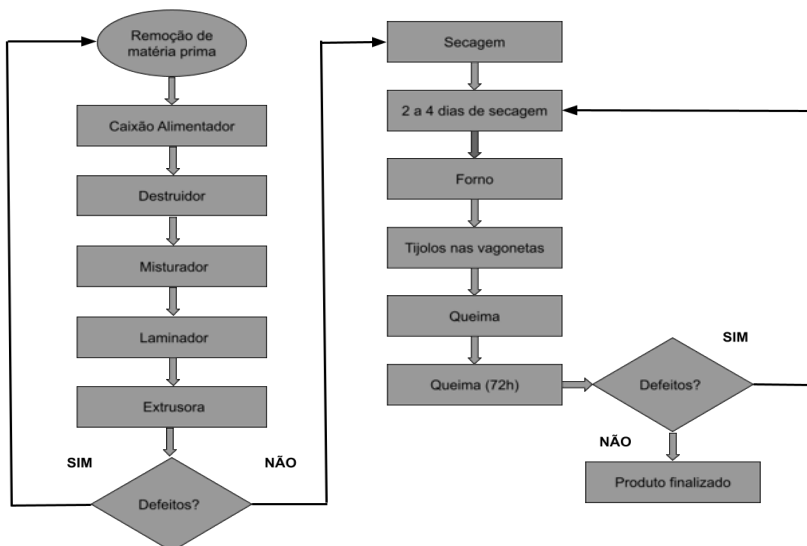 Remoção de
matéria prima
Caixão Alimentador
Destruidor
Misturador
Laminador
Extrusora
SIM
NÃO
Defeitos?
Secagem
2 a 4 dias de secagem
Forno
Tijolos nas vagonetas
Queima
Queima (72h)
Defeitos?
SIM
NÃO
Produto finalizado